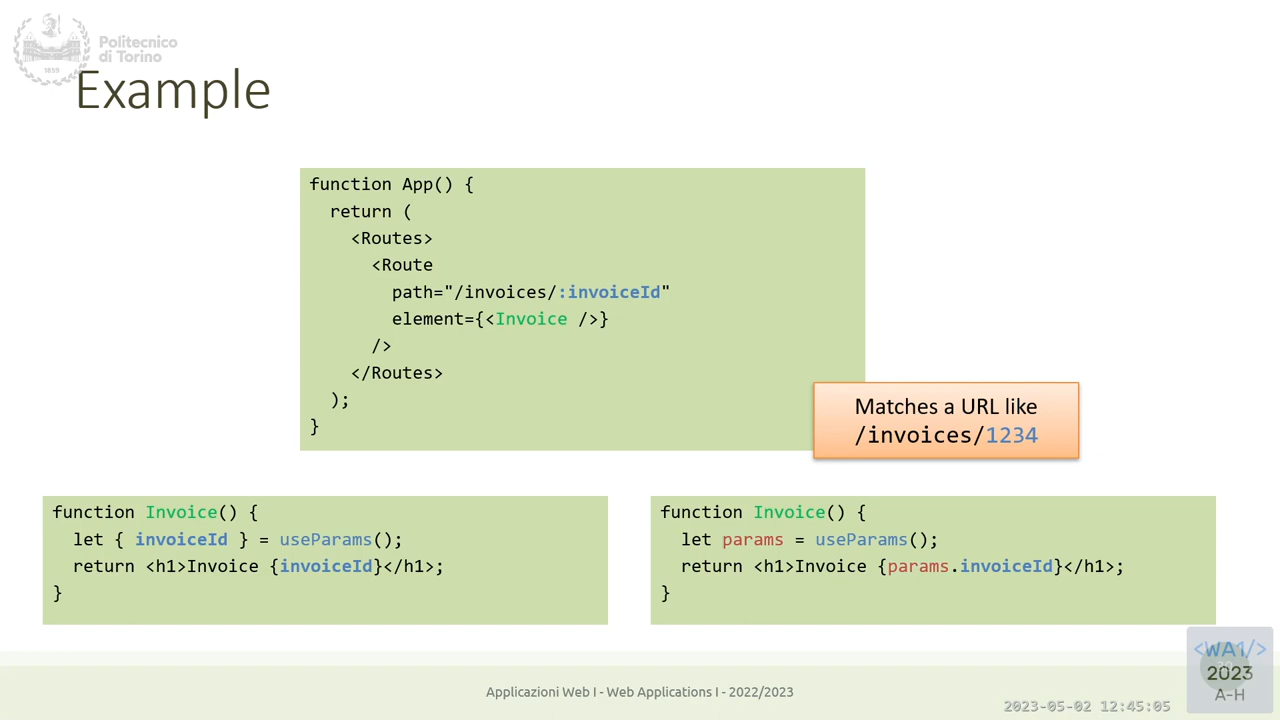 Politecnico
di Torino
1859
Example
function App() {
  return (
    <Routes>
      <Route
        path="/invoices/:invoiceId"
        element={<Invoice />}
      />
    </Routes>
  );
}
Matches a URL like
/invoices/1234
function Invoice() {
  let { invoiceId } = useParams();
  return <h1>Invoice {invoiceId}</h1>;
}
function Invoice() {
  let params = useParams();
  return <h1>Invoice {params.invoiceId}</h1>;
}
Applicazioni Web I - Web Applications I - 2022/2023
<WA1/>
2023
A-H
2023-05-02 12:45:05